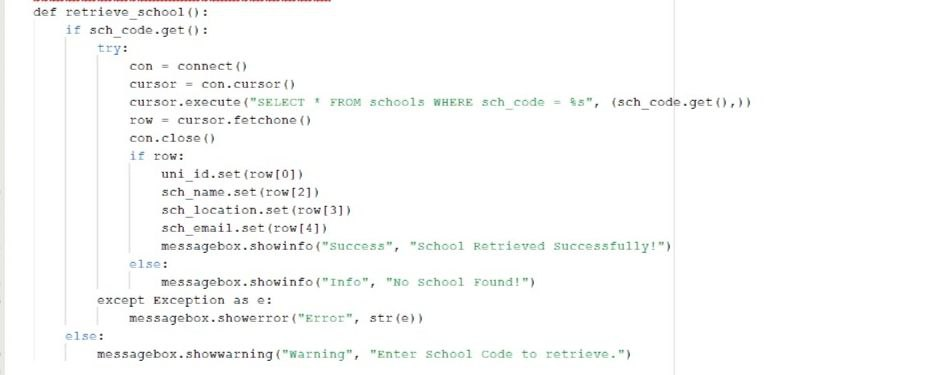 def retrieve_school():
    if sch_code.get():
        try:
            con = connect()
            cursor = con.cursor()
            cursor.execute("SELECT * FROM schools WHERE sch_code = %s", (sch_code.get(),))
            row = cursor.fetchone()
            con.close()
            if row:
                uni_id.set(row[0])
                sch_name.set(row[2])
                sch_location.set(row[3])
                sch_email.set(row[4])
                messagebox.showinfo("Success", "School Retrieved Successfully!")
            else:
                messagebox.showinfo("Info", "No School Found!")
        except Exception as e:
            messagebox.showerror("Error", str(e))
    else:
        messagebox.showwarning("Warning", "Enter School Code to retrieve.")